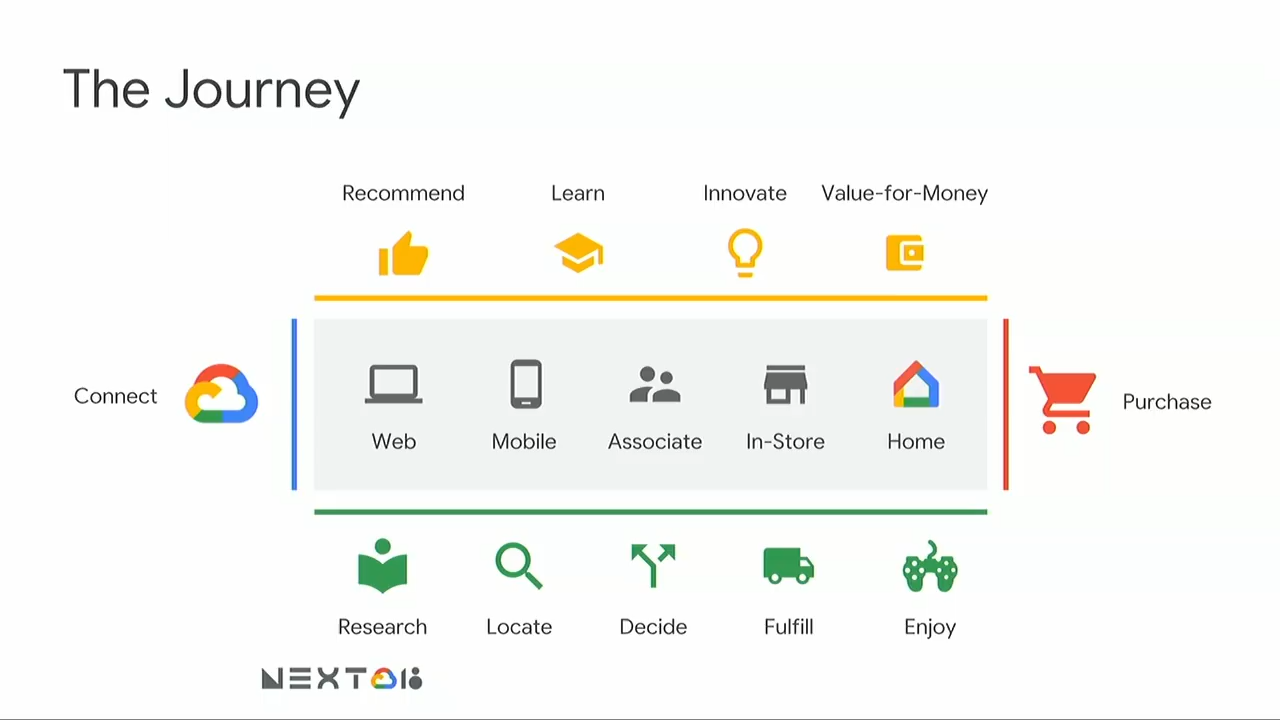 The Journey
Recommend Learn Innovate Value-for-Money
Connect
Web Mobile Associate In-Store Home
Purchase
Research Locate Decide Fulfill Enjoy
NEXT 18